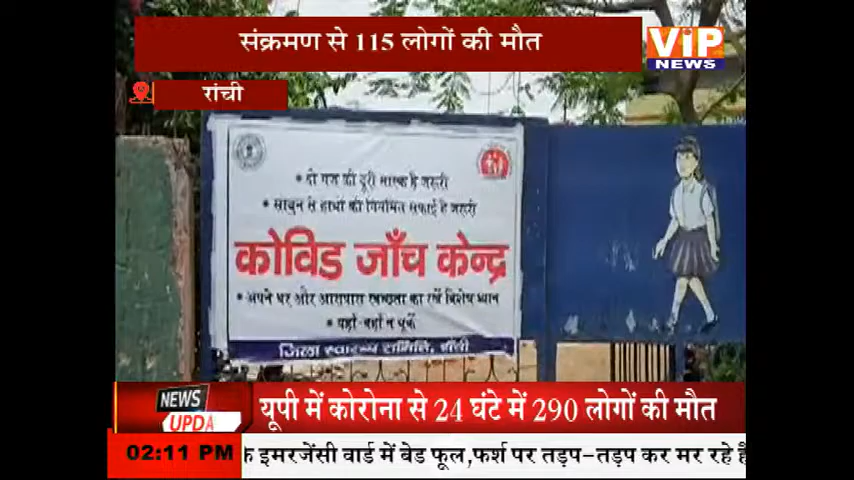 संक्रमण से 115 लोगों की मौत
VIP
NEWS
रांची
• दो गज की दूरी मास्क है जरूरी
• साबुन से हाथों की नियमित सफाई है जरूरी
कोविड जाँच केन्द्र
• अपने घर और आसपास स्वच्छता का रखें विशेष ध्यान
• यहाँ-वहाँ न थूकें
जिला स्वास्थ्य समिति, राँची
NEWS
UPDA
यूपी में कोरोना से 24 घंटे में 290 लोगों की मौत
02:11 PM
के इमरजेंसी वार्ड में बेड फूल,फर्श पर तड़प-तड़प कर मर रहे है